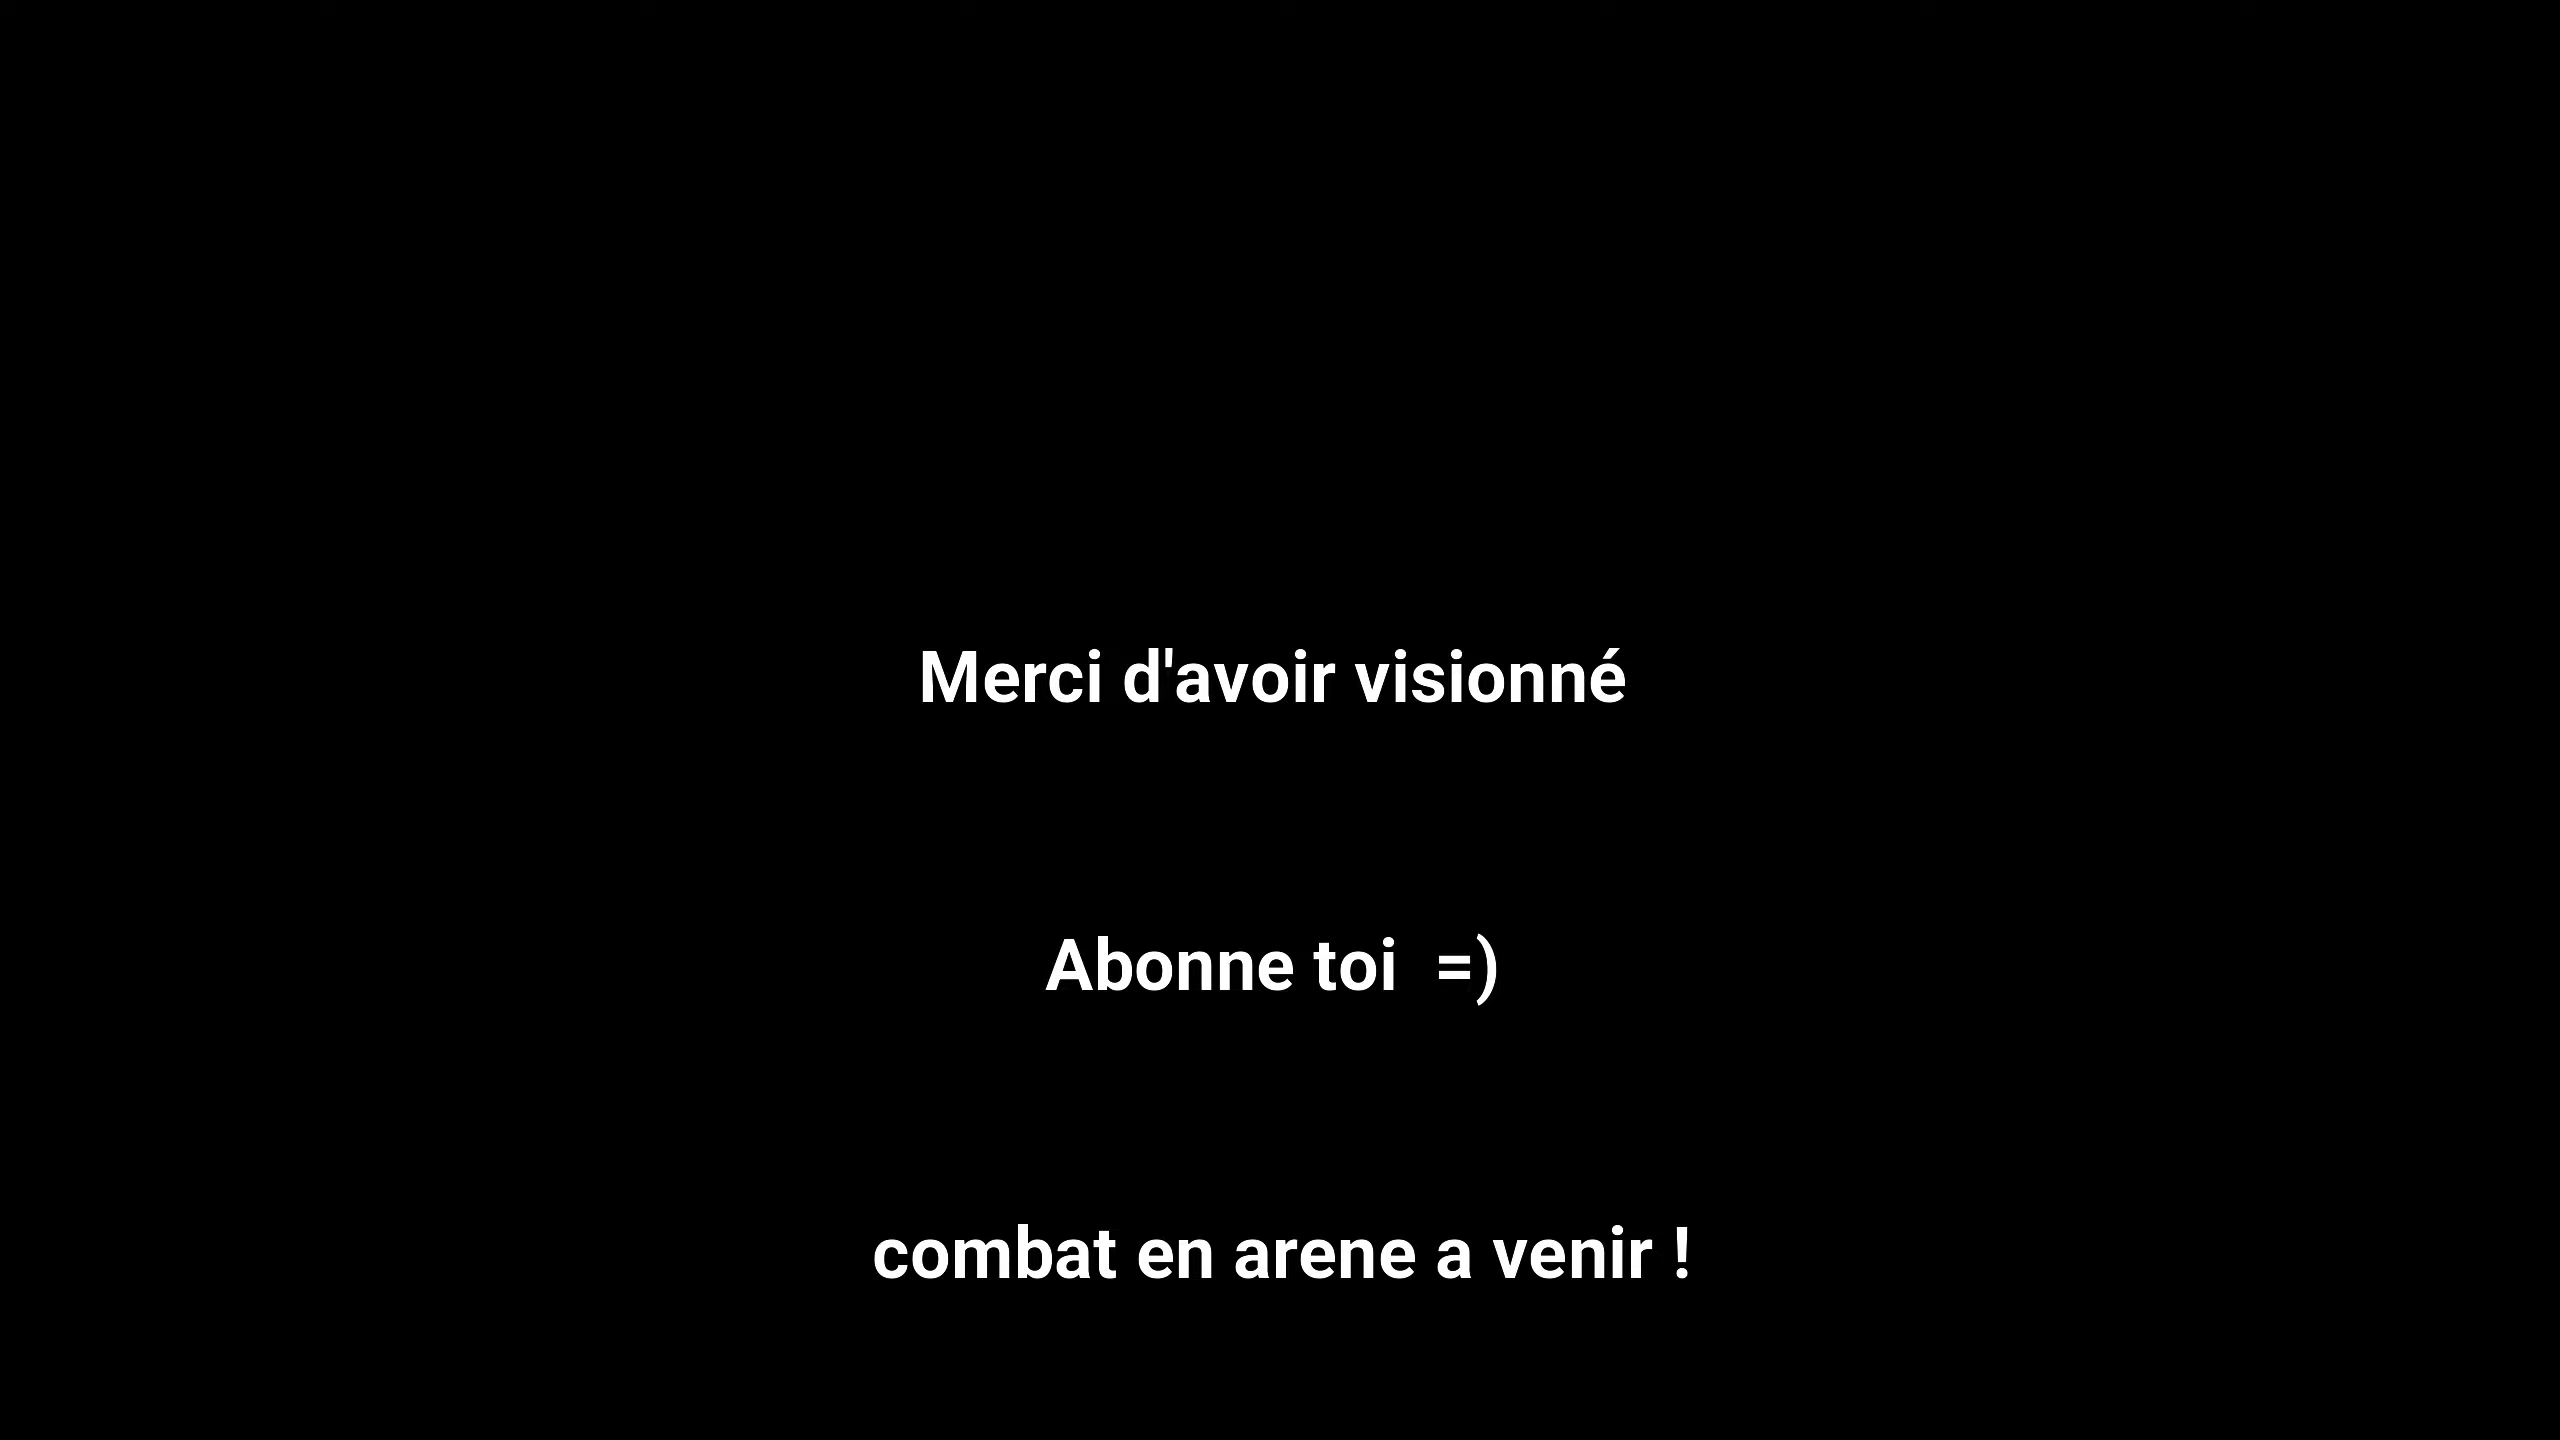 Merci d'avoir visionné
Abonne toi  =)
combat en arene a venir !